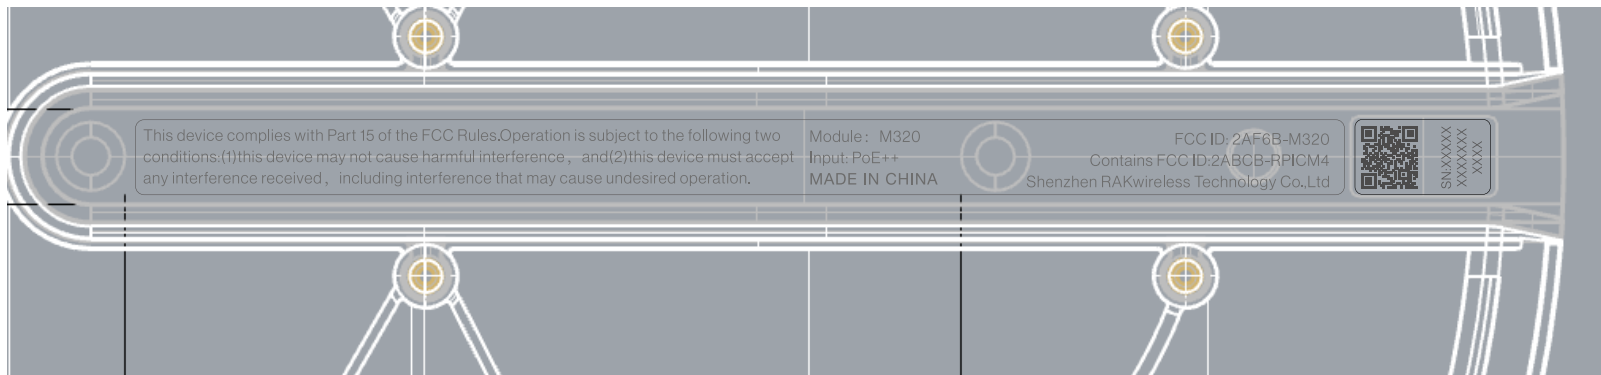 This device complies with Part 15 of the FCC Rules.Operation is subject to the following two
conditions:(1)this device may not cause harmful interference，and(2)this device must accept
any interference received，including interference that may cause undesired operation.
Module：M320
Input: PoE++
MADE IN CHINA
FCC ID: 2AF6B-M320
Contains FCC ID:2ABCB-RPICM4
Shenzhen RAKwireless Technology Co.,Ltd
SN:XXXXX
XXXXXXX
XXXX